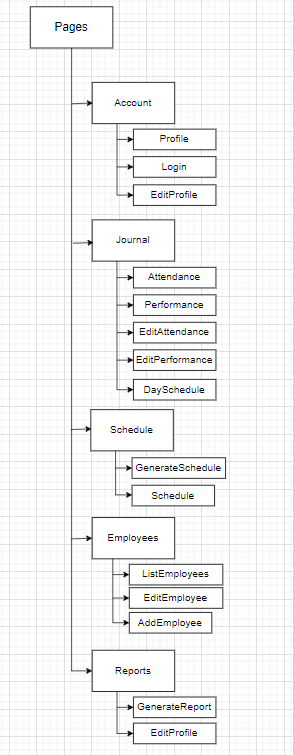 Pages
Account
Profile
Login
EditProfile
Journal
Attendance
Performance
EditAttendance
EditPerformance
DaySchedule
Schedule
GenerateSchedule
Schedule
Employees
ListEmployees
EditEmployee
AddEmployee
Reports
GenerateReport
EditProfile